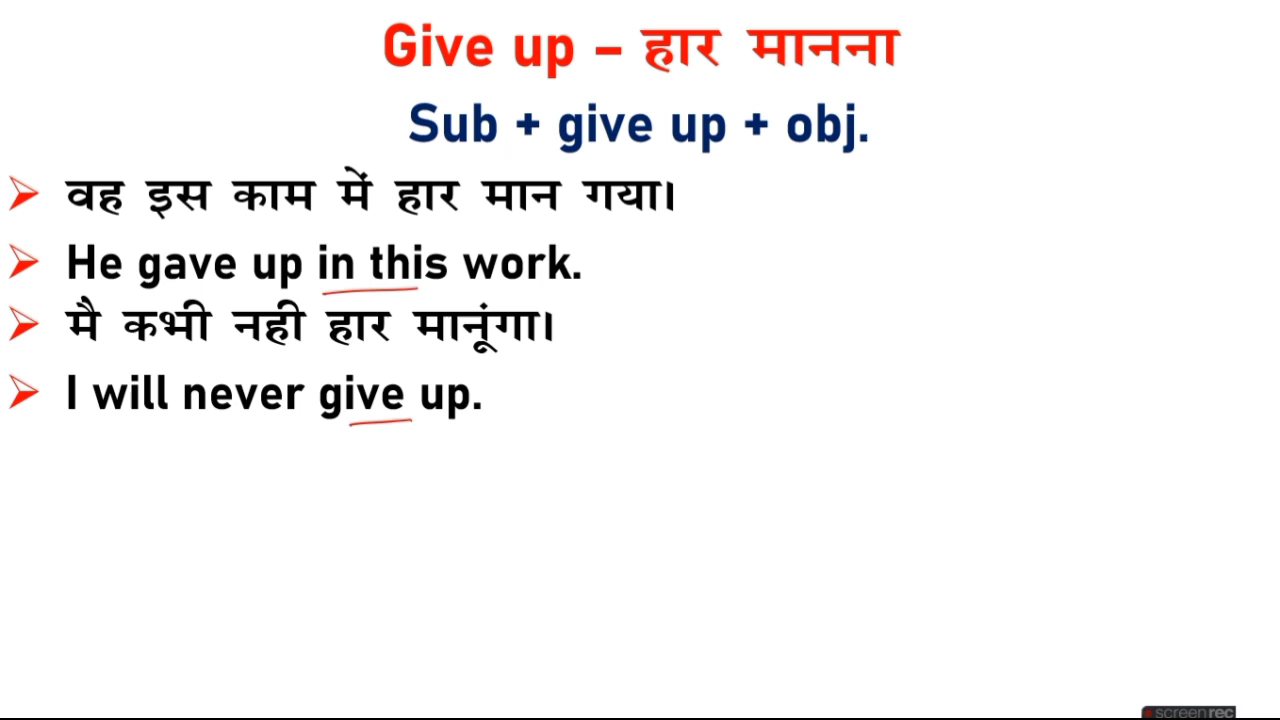 Give up – हार मानना
Sub + give up + obj.
➢ वह इस काम में हार मान गया।
➢ He gave up in this work.
➢ मै कभी नही हार मानूंगा।
➢ I will never give up.
screenrec